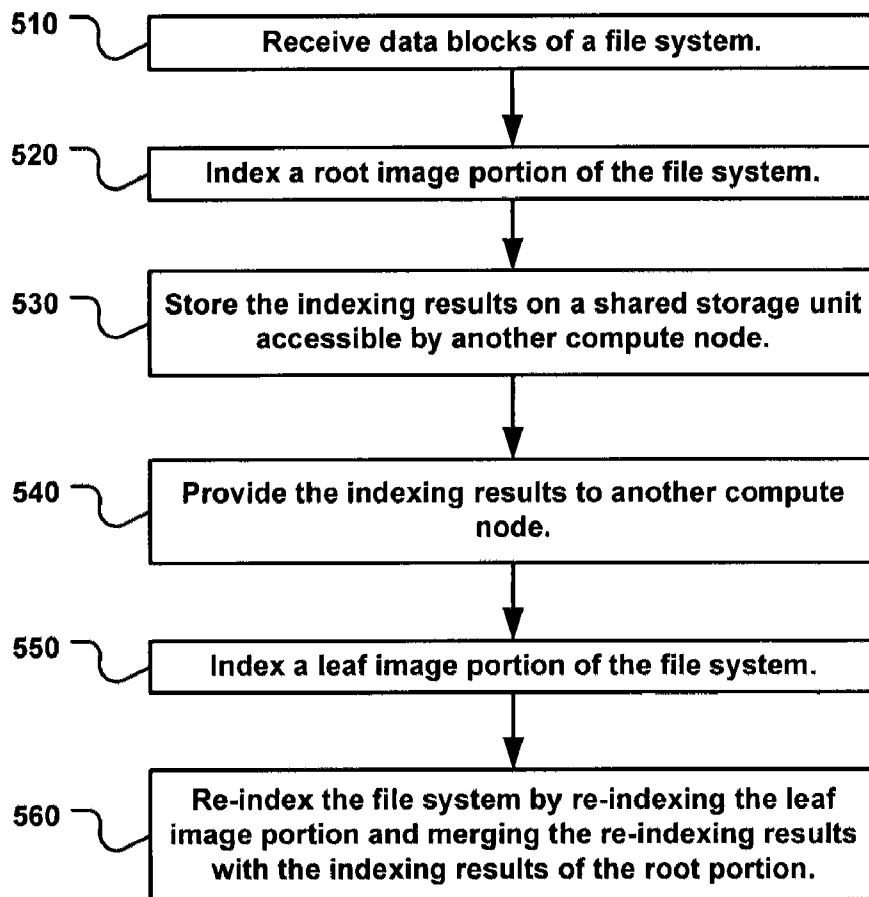 510
Receive data blocks of a file system.
520
Index a root image portion of the file system.
530
Store the indexing results on a shared storage unit
accessible by another compute node.
540
Provide the indexing results to another compute
node.
550
Index a leaf image portion of the file system.
560
Re-index the file system by re-indexing the leaf
image portion and merging the re-indexing results
with the indexing results of the root portion.